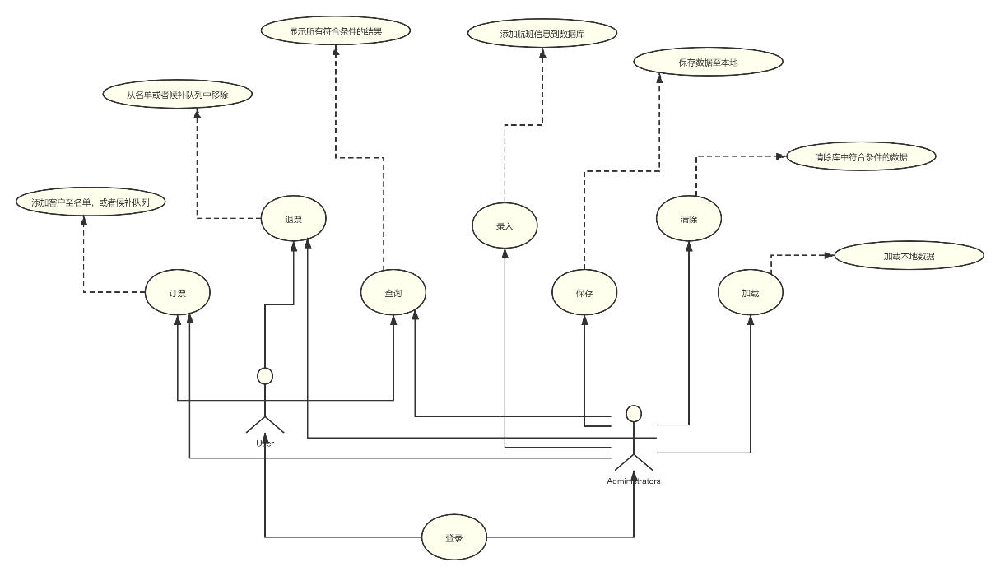 显示所有符合条件的结果
添加航班信息到数据库
保存数据至本地
从名单或者候补队列中移除
清除库中符合条件的数据
添加客户至名单，或者候补队列
退票
录入
清除
加载本地数据
订票
查询
保存
加载
User
Administrators
登录